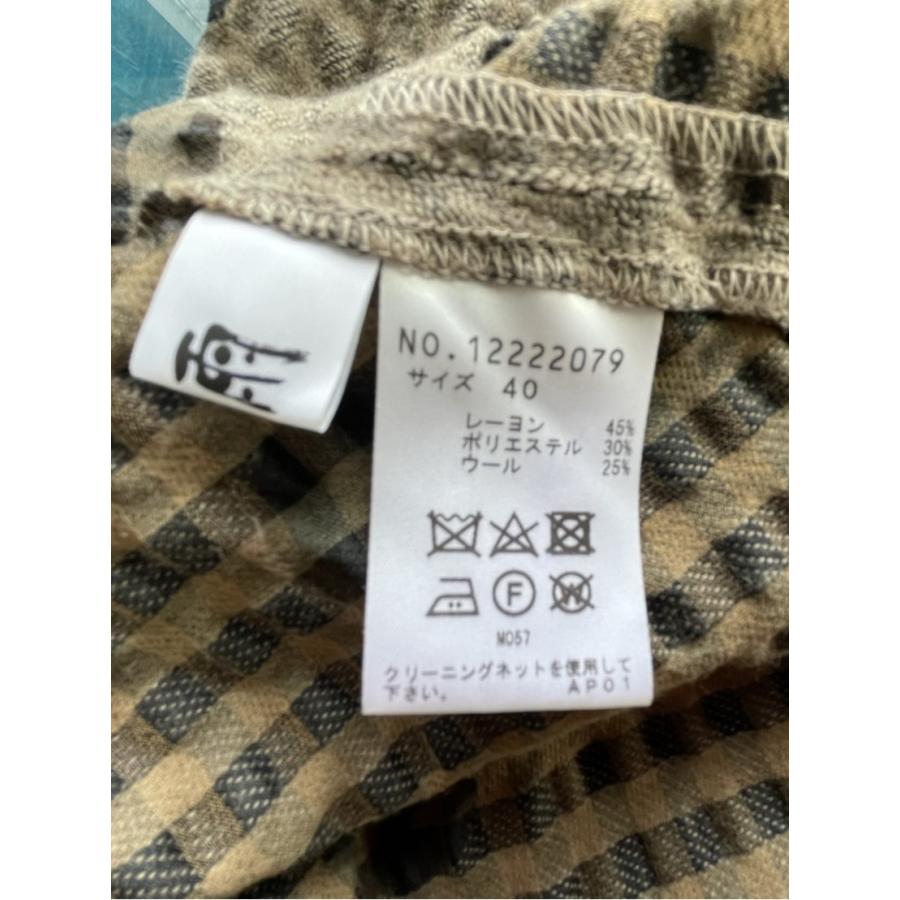 NO.12222079
サイズ 40
レーヨン 45%
ポリエステル 30%
ウール 25%
F
W
M057
クリーニングネットを使用して
下さい。 AP01